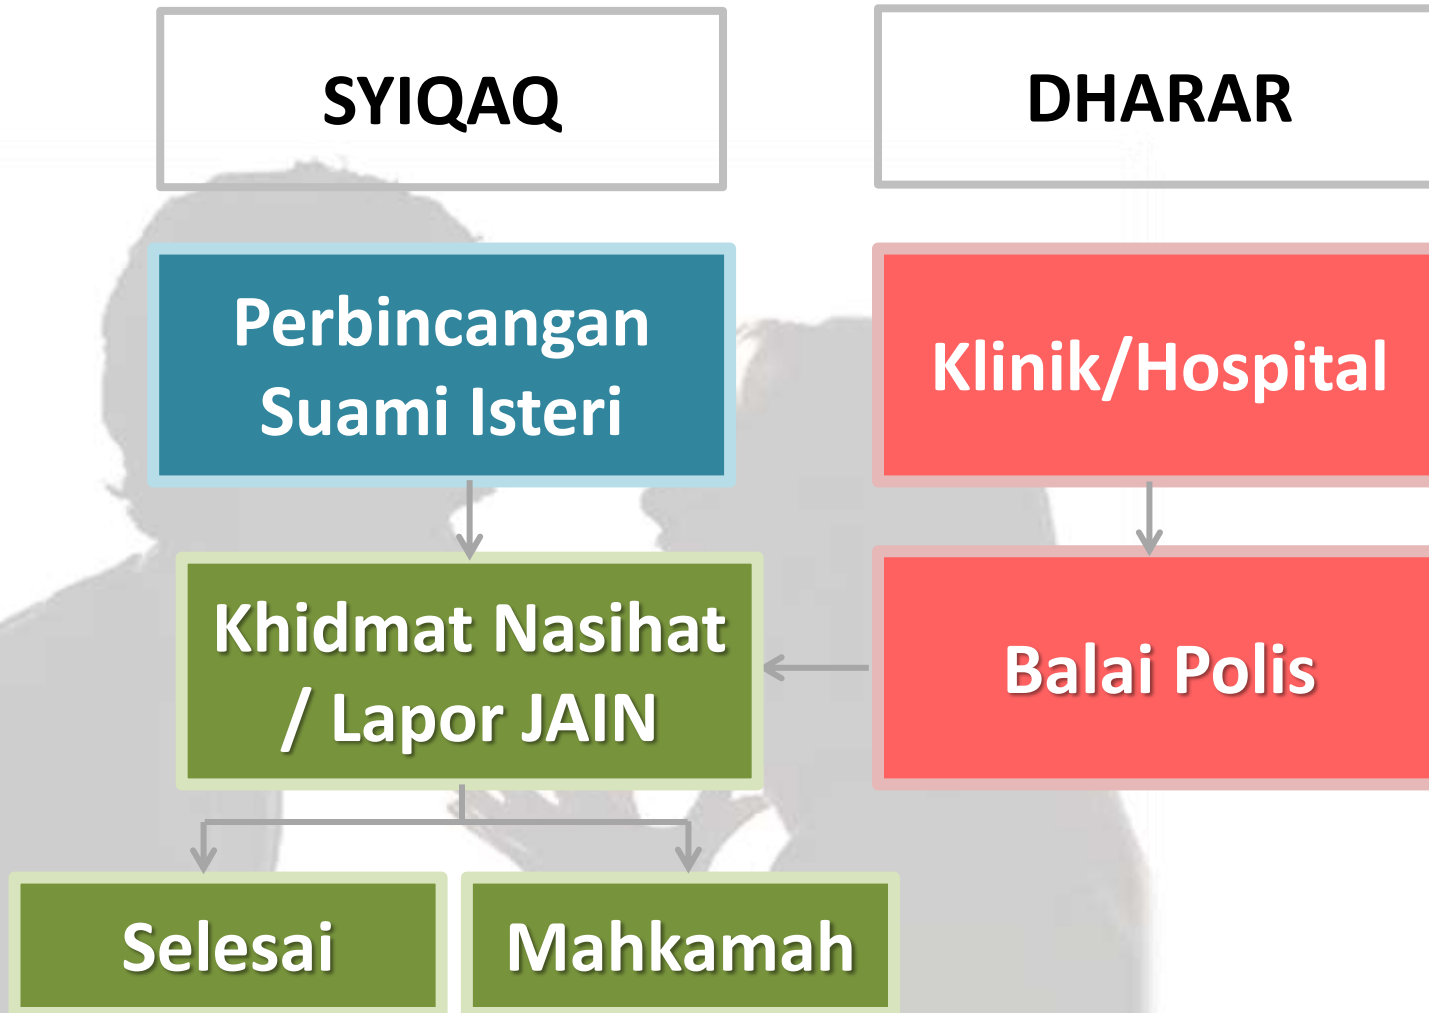 SYIQAQ
DHARAR
Perbincangan
Suami Isteri
Klinik/Hospital
Khidmat Nasihat
/ Lapor JAIN
Balai Polis
Selesai
Mahkamah